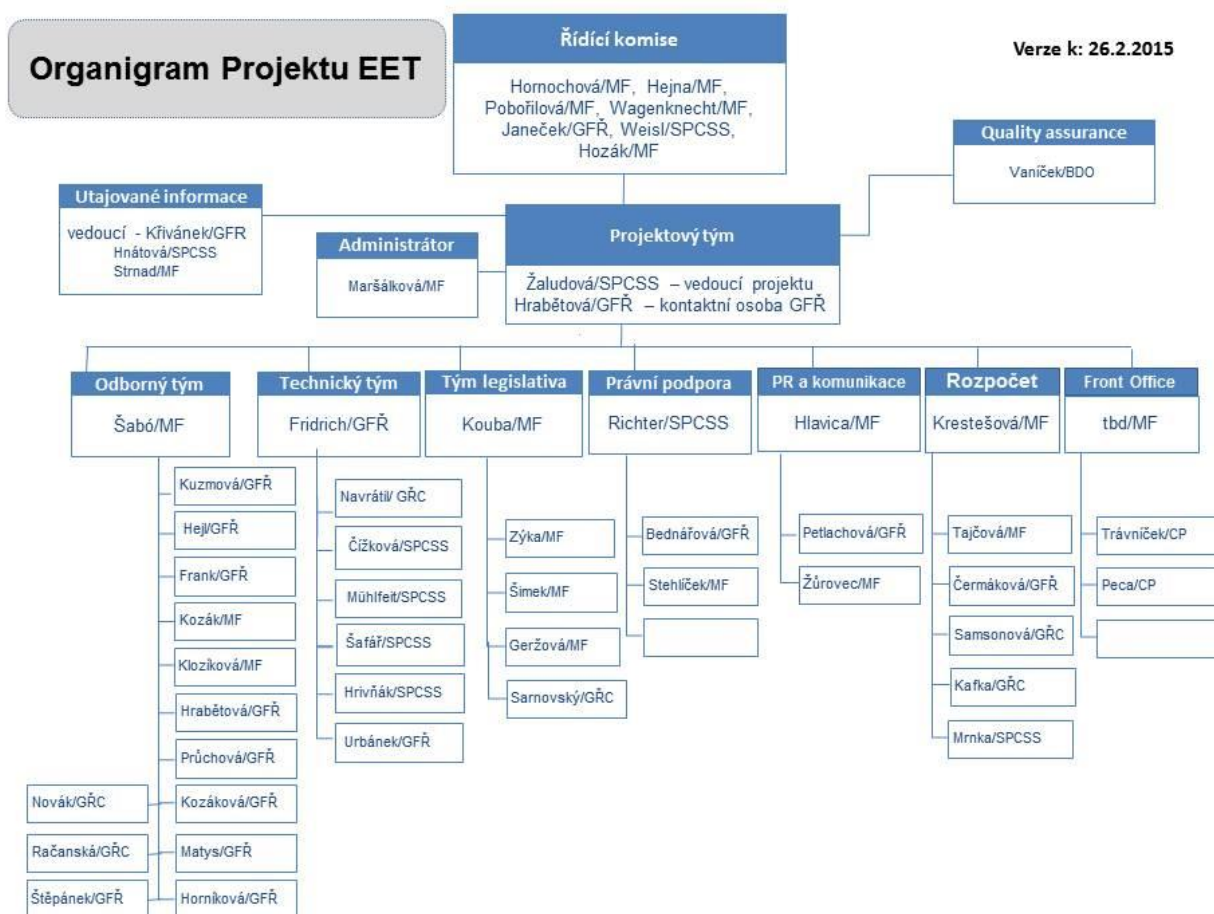 Organigram Projektu EET
Řídící komise
Hornochová/MF, Hejna/MF,
Pobořilová/MF, Wagenknecht/MF,
Janeček/GFŘ, Weisl/SPCSS,
Hozák/MF
Verze k: 26.2.2015
Quality assurance
Vaníček/BDO
Utajované informace
vedoucí - Křivánek/GFŘ
Hnátová/SPCSS
Strnad/MF
Administrátor
Maršálková/MF
Projektový tým
Žaludová/SPCSS – vedoucí projektu
Hrabětová/GFŘ – kontaktní osoba GFŘ
Odborný tým
Šabó/MF
Kuzmová/GFŘ
Hejl/GFŘ
Frank/GFŘ
Kozák/MF
Klozíková/MF
Hrabětová/GFŘ
Průchová/GFŘ
Novák/GŘC
Kozáková/GFŘ
Račanská/GŘC
Matys/GFŘ
Štěpánek/GFŘ
Horníková/GFŘ
Technický tým
Fridrich/GFŘ
Navrátil/ GŘC
Čížková/SPCSS
Mühlfeit/SPCSS
Šafář/SPCSS
Hrivňák/SPCSS
Urbánek/GFŘ
Tým legislativa
Kouba/MF
Zýka/MF
Šimek/MF
Geržová/MF
Sarnovský/GŘC
Právní podpora
Richter/SPCSS
Bednářová/GFŘ
Stehlíček/MF
PR a komunikace
Hlavica/MF
Petlachová/GFŘ
Žůrovec/MF
Rozpočet
Krestešová/MF
Tajčová/MF
Čermáková/GFŘ
Samsonová/GŘC
Kafka/GŘC
Mrnka/SPCSS
Front Office
tbd/MF
Trávníček/CP
Peca/CP